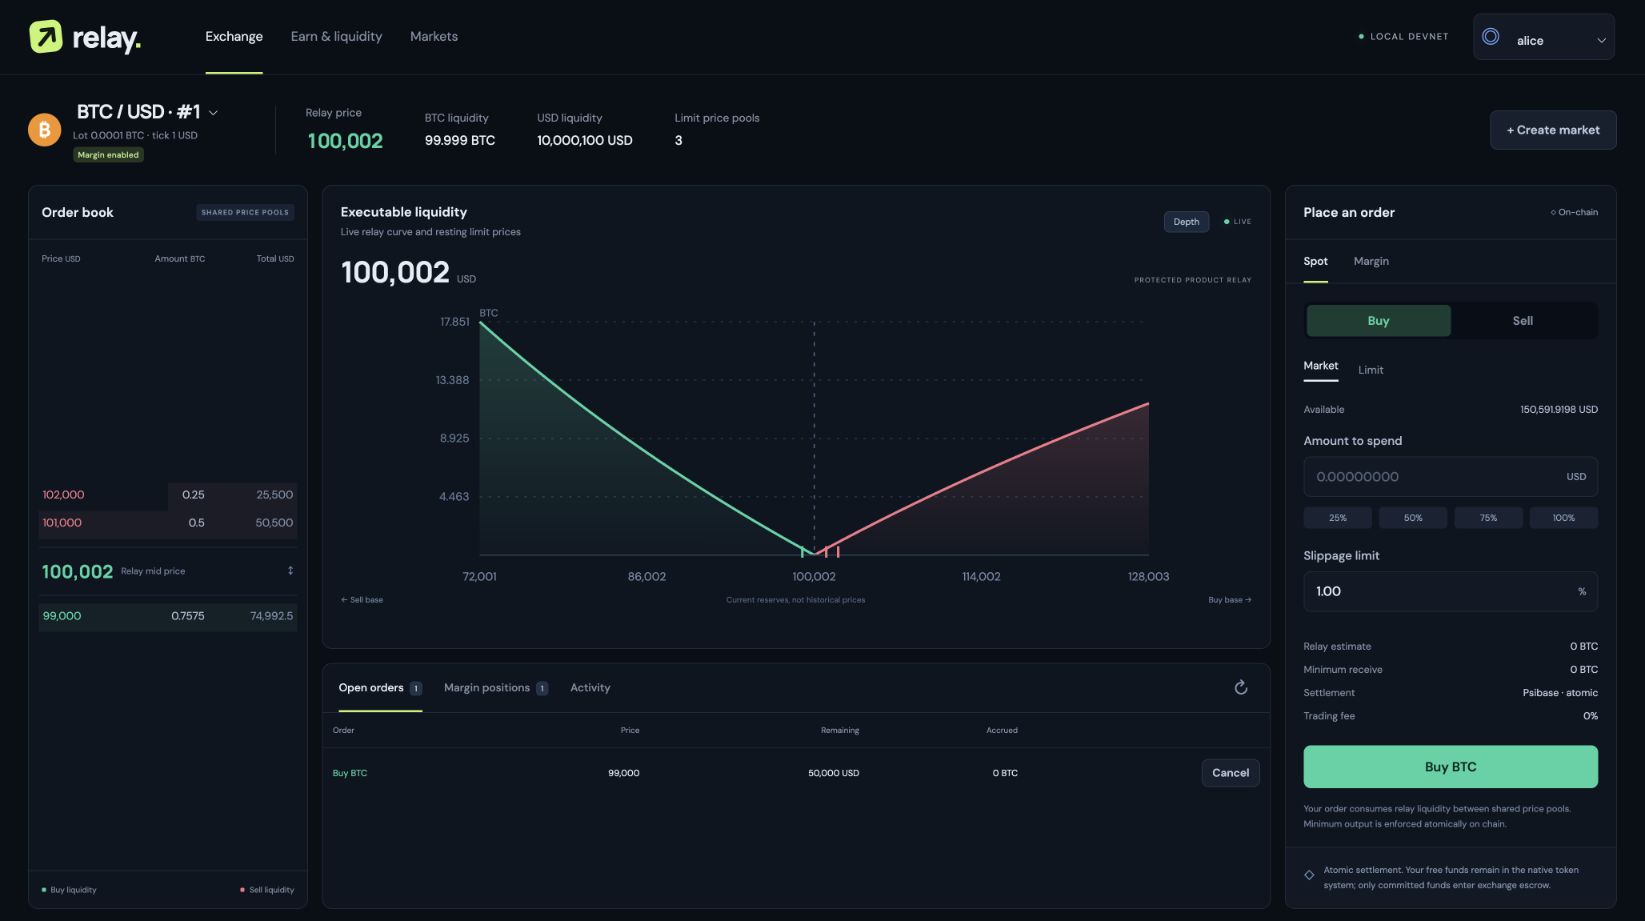 relay.
Exchange
Earn & liquidity
Markets
LOCAL DEVNET
alice
BTC / USD · #1
Lot 0.0001 BTC · tick 1 USD
Margin enabled
Relay price
100,002
BTC liquidity
99.999 BTC
USD liquidity
10,000,100 USD
Limit price pools
3
+ Create market
Order book
SHARED PRICE POOLS
Price USD
Amount BTC
Total USD
102,000 0.25 25,500
101,000 0.5 50,500
100,002 Relay mid price
99,000 0.7575 74,992.5
Buy liquidity
Sell liquidity
Executable liquidity
Live relay curve and resting limit prices
Depth
LIVE
100,002 USD
PROTECTED PRODUCT RELAY
BTC
17.851
13.388
8.925
4.463
72,001
86,002
100,002
114,002
128,003
← Sell base
Current reserves, not historical prices
Buy base →
Open orders 1
Margin positions 1
Activity
Order
Price
Remaining
Accrued
Buy BTC
99,000
50,000 USD
0 BTC
Cancel
Place an order
On-chain
Spot
Margin
Buy
Sell
Market
Limit
Available
150,591.9198 USD
Amount to spend
0.00000000
USD
25%
50%
75%
100%
Slippage limit
1.00
%
Relay estimate
0 BTC
Minimum receive
0 BTC
Settlement
Psibase · atomic
Trading fee
0%
Buy BTC
Your order consumes relay liquidity between shared price pools.
Minimum output is enforced atomically on chain.
Atomic settlement. Your free funds remain in the native token
system; only committed funds enter exchange escrow.